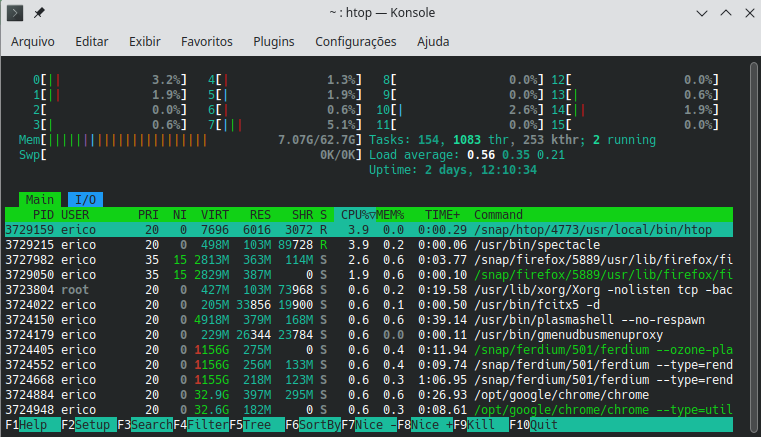 ~ : htop — Konsole
Arquivo Editar Exibir Favoritos Plugins Configurações Ajuda
0[|| 3.2%] 4[| 1.3%] 8[ 0.0%] 12[ 0.0%]
1[|| 1.9%] 5[| 1.9%] 9[ 0.0%] 13[| 0.6%]
2[ 0.0%] 6[| 0.6%] 10[| 2.6%] 14[|| 1.9%]
3[| 0.6%] 7[||| 5.1%] 11[ 0.0%] 15[ 0.0%]
Mem[||||||||||||||||||||||| 7.07G/62.7G] Tasks: 154, 1083 thr, 253 kthr; 2 running
Swp[ 0K/0K] Load average: 0.56 0.35 0.21
Uptime: 2 days, 12:10:34
Main I/O
PID USER PRI NI VIRT RES SHR S CPU%▽MEM% TIME+ Command
3729159 erico 20 0 7696 6016 3072 R 3.9 0.0 0:00.29 /snap/htop/4773/usr/local/bin/htop
3729215 erico 20 0 498M 103M 89728 R 3.9 0.2 0:00.06 /usr/bin/spectacle
3727982 erico 35 15 2813M 363M 114M S 2.6 0.6 0:03.77 /snap/firefox/5889/usr/lib/firefox/fi
3729050 erico 35 15 2829M 387M 0 S 1.9 0.6 0:00.10 /snap/firefox/5889/usr/lib/firefox/fi
3723804 root 20 0 427M 103M 73968 S 0.6 0.2 0:19.58 /usr/lib/xorg/Xorg -nolisten tcp -bac
3724022 erico 20 0 205M 33856 19900 S 0.6 0.1 0:00.50 /usr/bin/fcitx5 -d
3724150 erico 20 0 4918M 379M 168M S 0.6 0.6 0:39.14 /usr/bin/plasmashell --no-respawn
3724179 erico 20 0 229M 26344 23784 S 0.6 0.0 0:00.11 /usr/bin/gmenudbusmenuproxy
3724405 erico 20 0 1156G 275M 0 S 0.6 0.4 0:11.94 /snap/ferdium/501/ferdium --ozone-pla
3724552 erico 20 0 1156G 256M 133M S 0.6 0.4 0:09.74 /snap/ferdium/501/ferdium --type=rend
3724668 erico 20 0 1155G 218M 123M S 0.6 0.3 1:06.95 /snap/ferdium/501/ferdium --type=rend
3724884 erico 20 0 32.9G 397M 295M S 0.6 0.6 0:26.93 /opt/google/chrome/chrome
3724948 erico 20 0 32.6G 182M 0 S 0.6 0.3 0:08.61 /opt/google/chrome/chrome --type=util
F1Help F2Setup F3SearchF4FilterF5Tree F6SortByF7Nice -F8Nice +F9Kill F10Quit